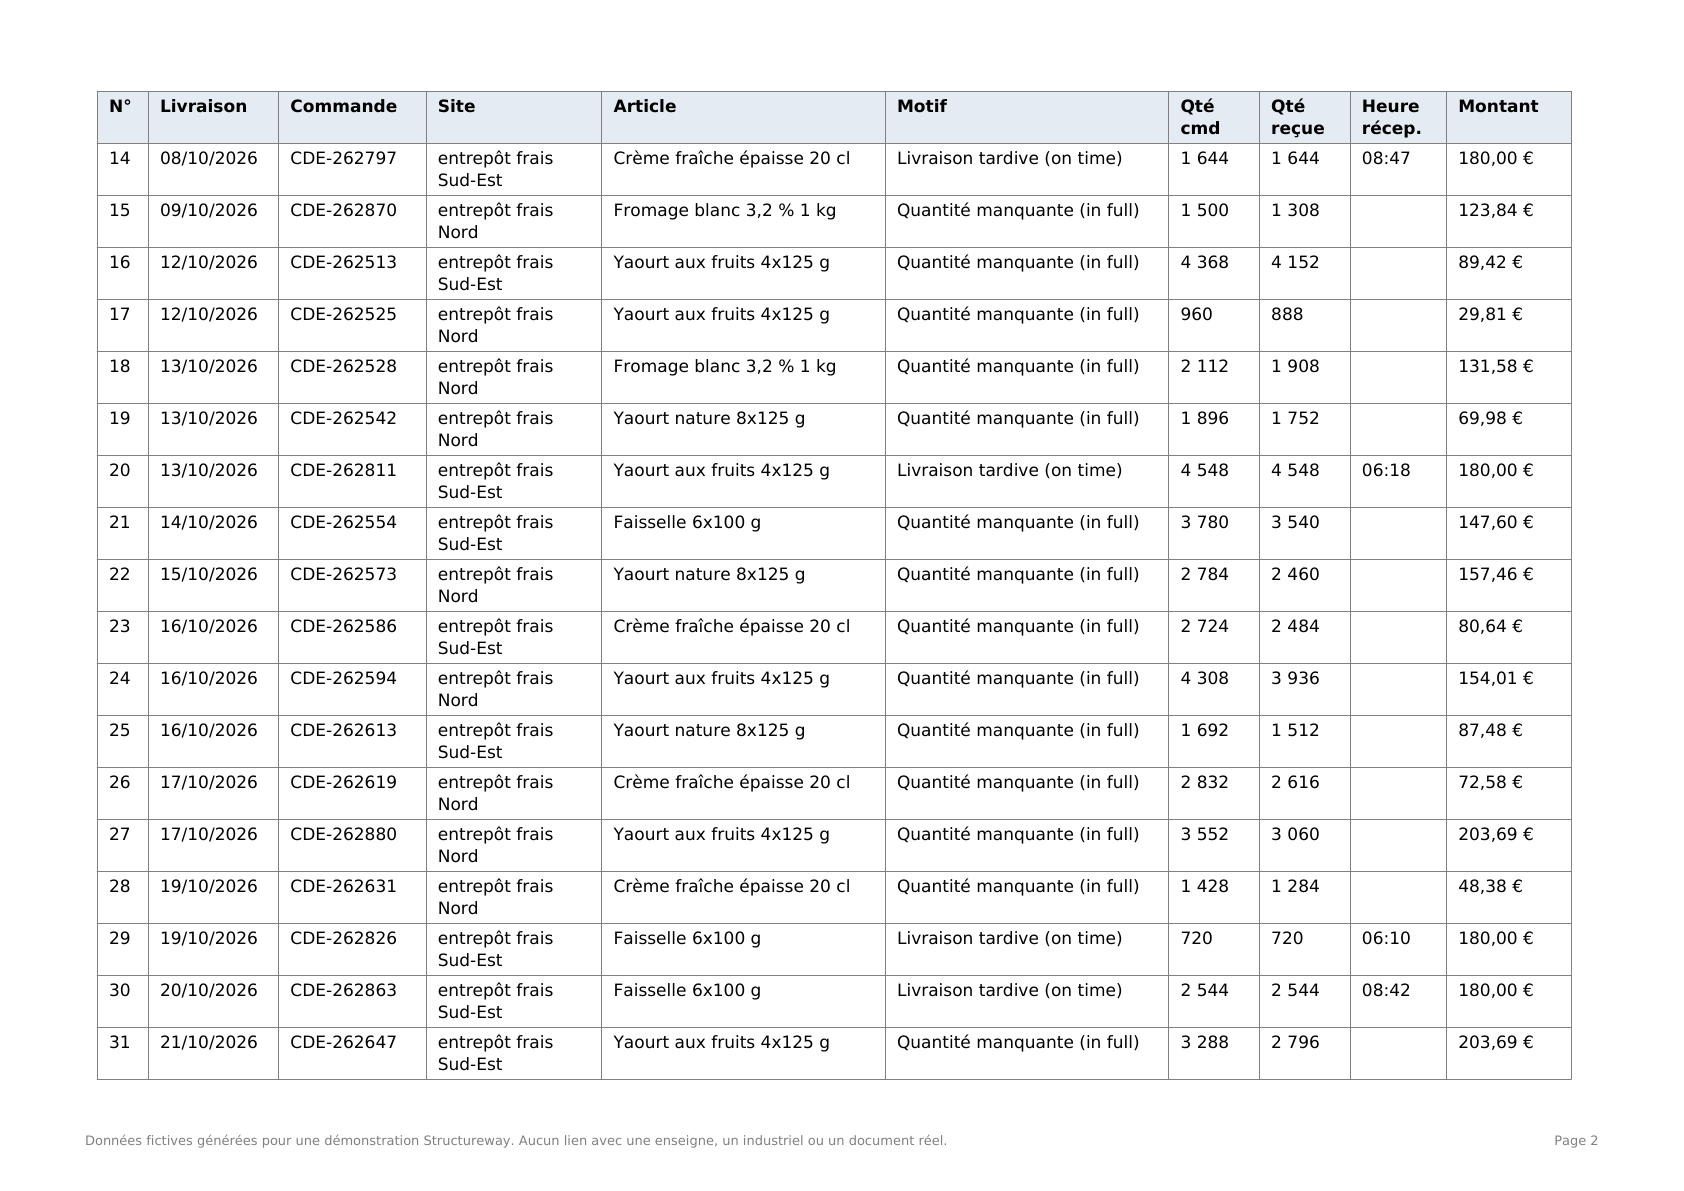 N° Livraison Commande Site Article Motif Qté cmd Qté reçue Heure récep. Montant
14 08/10/2026 CDE-262797 entrepôt frais Sud-Est Crème fraîche épaisse 20 cl Livraison tardive (on time) 1 644 1 644 08:47 180,00 €
15 09/10/2026 CDE-262870 entrepôt frais Nord Fromage blanc 3,2 % 1 kg Quantité manquante (in full) 1 500 1 308 123,84 €
16 12/10/2026 CDE-262513 entrepôt frais Sud-Est Yaourt aux fruits 4x125 g Quantité manquante (in full) 4 368 4 152 89,42 €
17 12/10/2026 CDE-262525 entrepôt frais Nord Yaourt aux fruits 4x125 g Quantité manquante (in full) 960 888 29,81 €
18 13/10/2026 CDE-262528 entrepôt frais Nord Fromage blanc 3,2 % 1 kg Quantité manquante (in full) 2 112 1 908 131,58 €
19 13/10/2026 CDE-262542 entrepôt frais Nord Yaourt nature 8x125 g Quantité manquante (in full) 1 896 1 752 69,98 €
20 13/10/2026 CDE-262811 entrepôt frais Sud-Est Yaourt aux fruits 4x125 g Livraison tardive (on time) 4 548 4 548 06:18 180,00 €
21 14/10/2026 CDE-262554 entrepôt frais Sud-Est Faisselle 6x100 g Quantité manquante (in full) 3 780 3 540 147,60 €
22 15/10/2026 CDE-262573 entrepôt frais Nord Yaourt nature 8x125 g Quantité manquante (in full) 2 784 2 460 157,46 €
23 16/10/2026 CDE-262586 entrepôt frais Sud-Est Crème fraîche épaisse 20 cl Quantité manquante (in full) 2 724 2 484 80,64 €
24 16/10/2026 CDE-262594 entrepôt frais Nord Yaourt aux fruits 4x125 g Quantité manquante (in full) 4 308 3 936 154,01 €
25 16/10/2026 CDE-262613 entrepôt frais Sud-Est Yaourt nature 8x125 g Quantité manquante (in full) 1 692 1 512 87,48 €
26 17/10/2026 CDE-262619 entrepôt frais Nord Crème fraîche épaisse 20 cl Quantité manquante (in full) 2 832 2 616 72,58 €
27 17/10/2026 CDE-262880 entrepôt frais Nord Yaourt aux fruits 4x125 g Quantité manquante (in full) 3 552 3 060 203,69 €
28 19/10/2026 CDE-262631 entrepôt frais Nord Crème fraîche épaisse 20 cl Quantité manquante (in full) 1 428 1 284 48,38 €
29 19/10/2026 CDE-262826 entrepôt frais Sud-Est Faisselle 6x100 g Livraison tardive (on time) 720 720 06:10 180,00 €
30 20/10/2026 CDE-262863 entrepôt frais Sud-Est Faisselle 6x100 g Livraison tardive (on time) 2 544 2 544 08:42 180,00 €
31 21/10/2026 CDE-262647 entrepôt frais Sud-Est Yaourt aux fruits 4x125 g Quantité manquante (in full) 3 288 2 796 203,69 €
Données fictives générées pour une démonstration Structureway. Aucun lien avec une enseigne, un industriel ou un document réel. Page 2